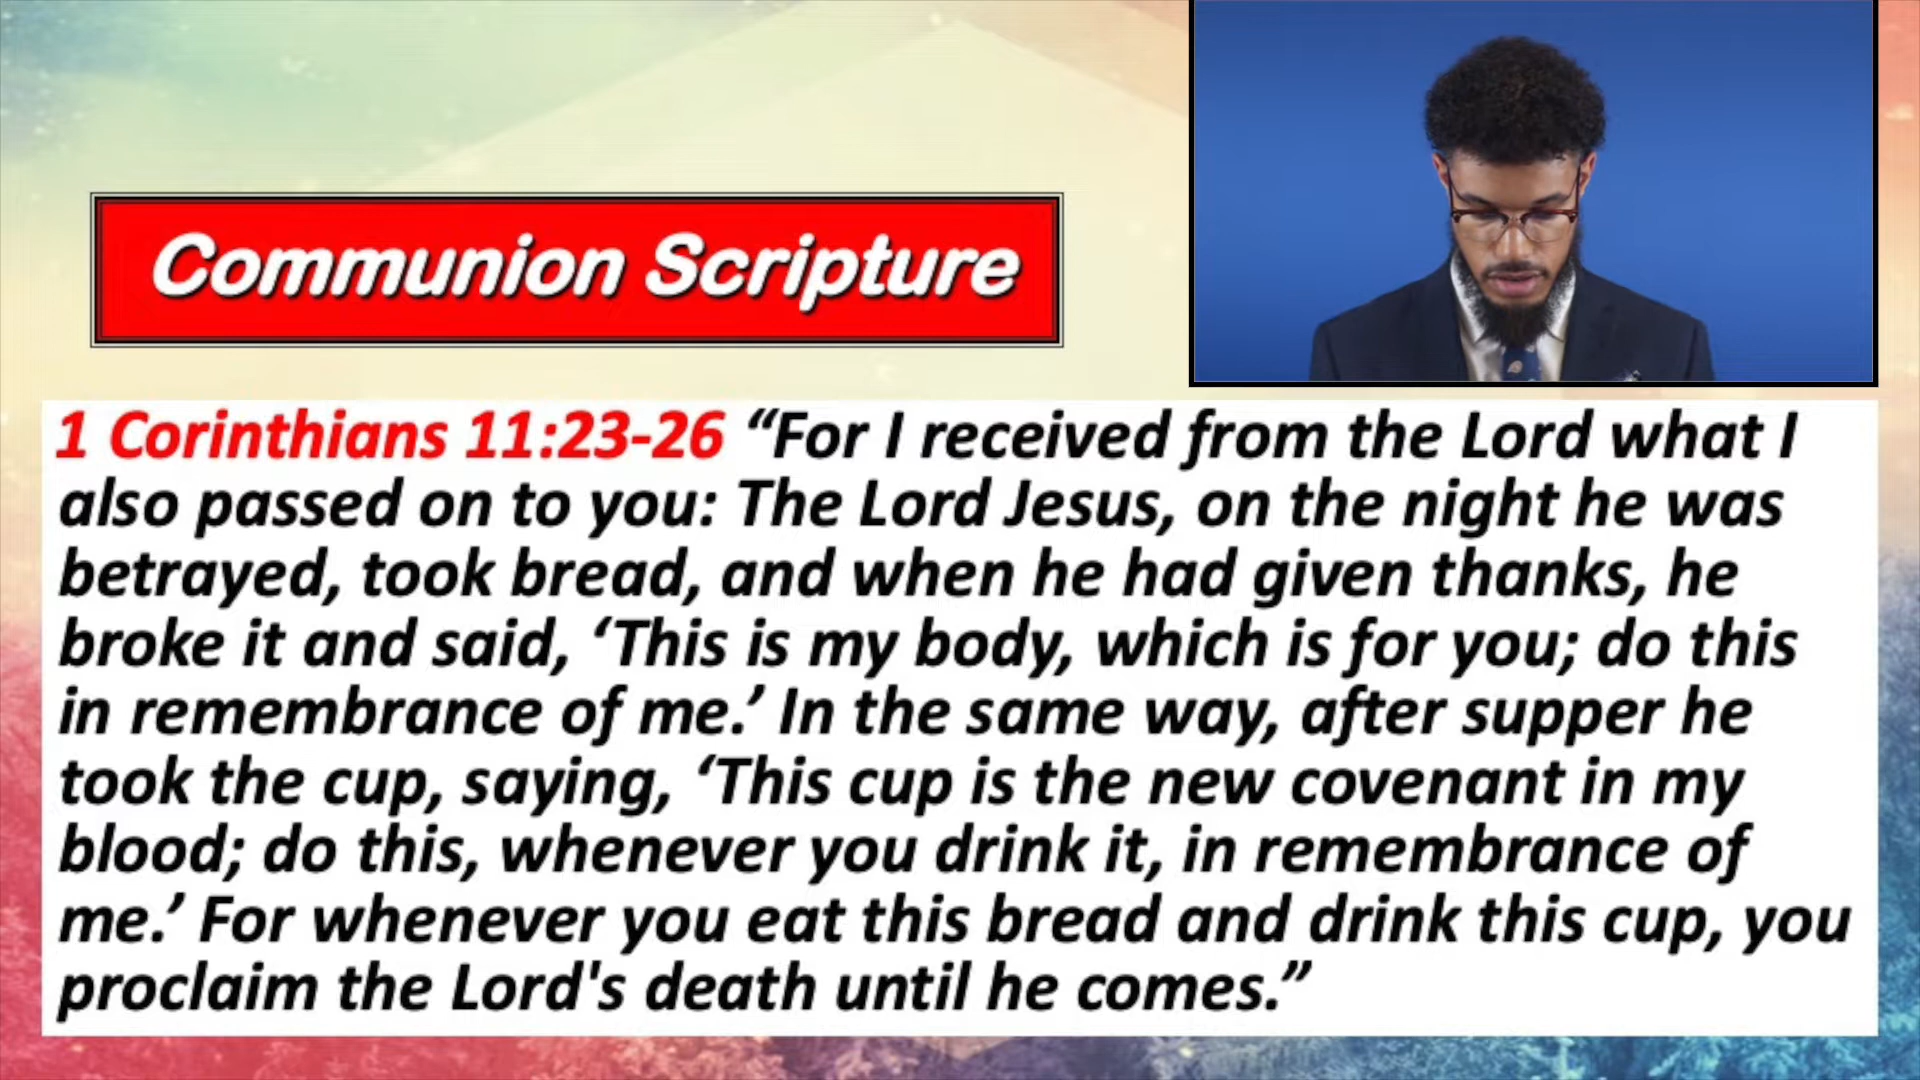 Communion Scripture
1 Corinthians 11:23-26 “For I received from the Lord what I
also passed on to you: The Lord Jesus, on the night he was
betrayed, took bread, and when he had given thanks, he
broke it and said, ‘This is my body, which is for you; do this
in remembrance of me.’ In the same way, after supper he
took the cup, saying, ‘This cup is the new covenant in my
blood; do this, whenever you drink it, in remembrance of
me.’ For whenever you eat this bread and drink this cup, you
proclaim the Lord's death until he comes.”